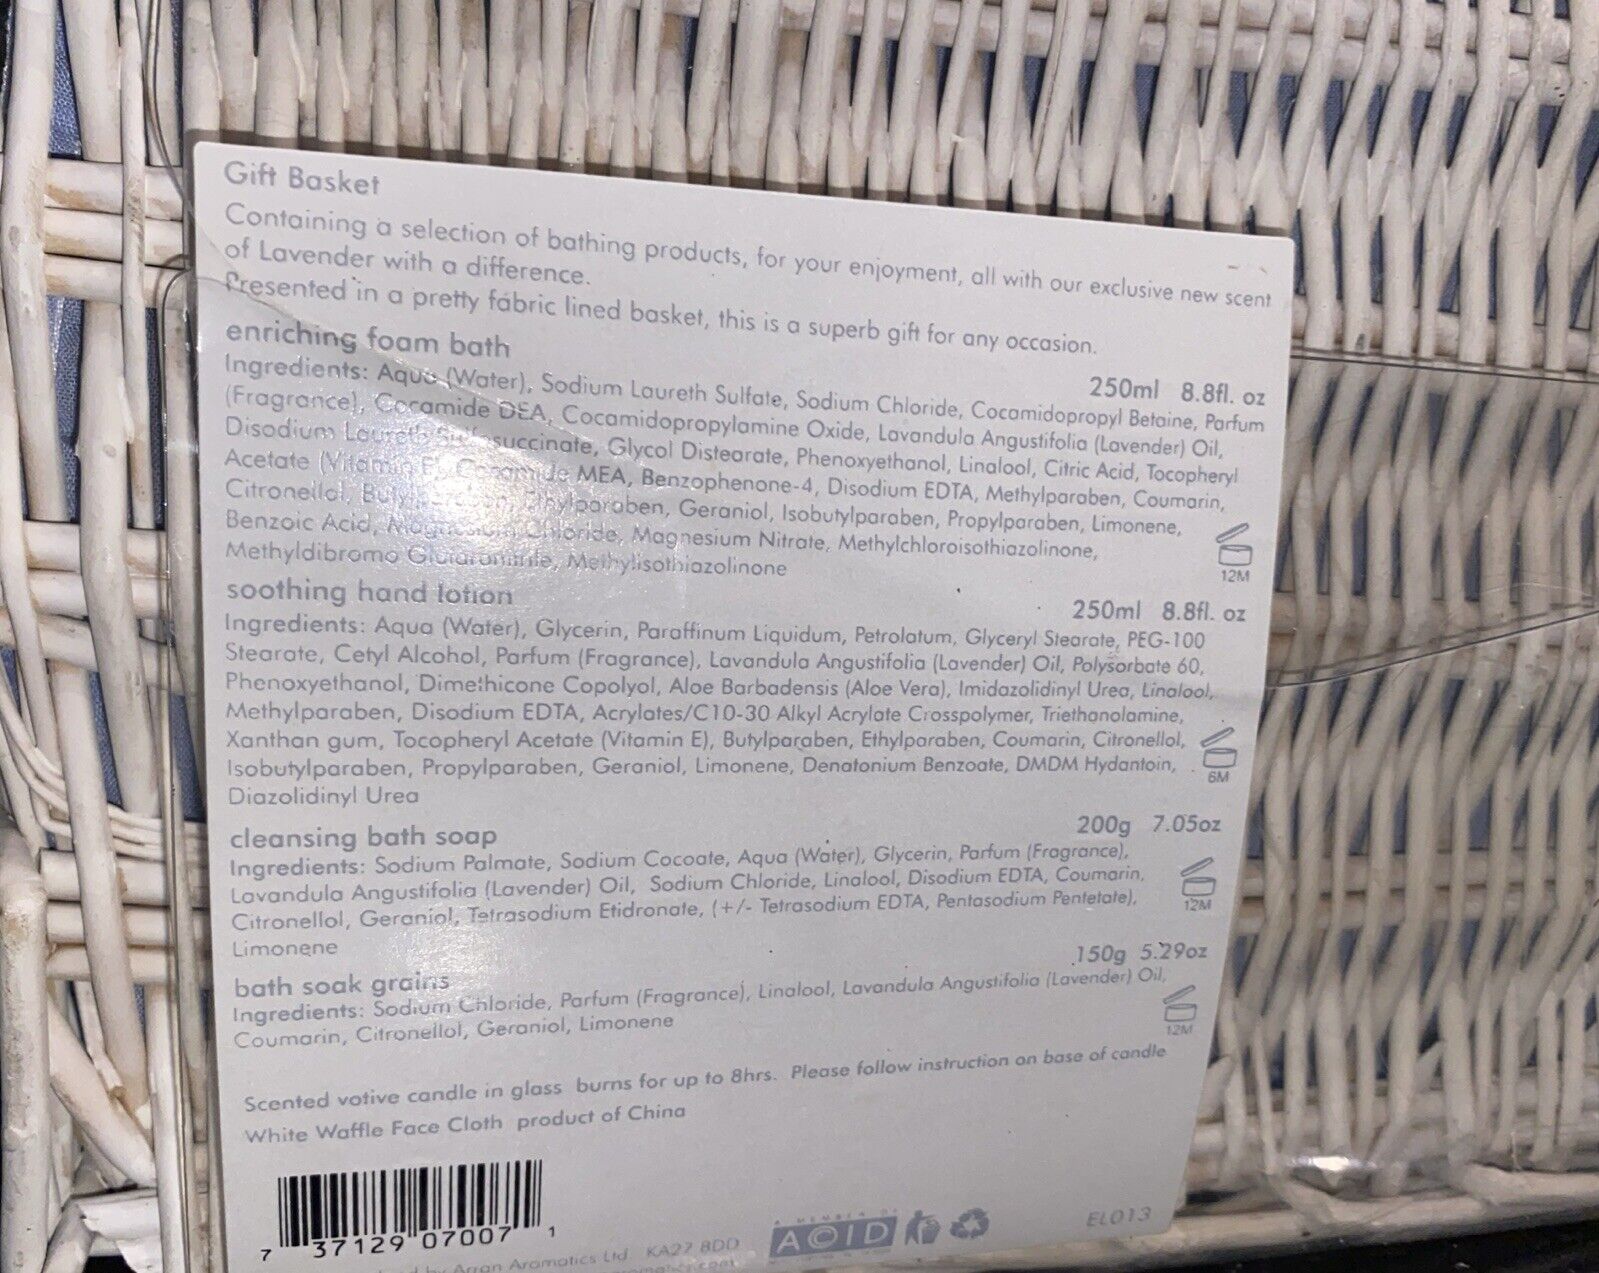 Gift Basket
Containing a selection of bathing products, for your enjoyment, all with our exclusive new scent
of Lavender with a difference.
Presented in a pretty fabric lined basket, this is a superb gift for any occasion.
enriching foam bath 250ml 8.8fl. oz
Ingredients: Aqua (Water), Sodium Laureth Sulfate, Sodium Chloride, Cocamidopropyl Betaine, Parfum
(Fragrance), Cocamide DEA, Cocamidopropylamine Oxide, Lavandula Angustifolia (Lavender) Oil,
Disodium Laureth Sulfosuccinate, Glycol Distearate, Phenoxyethanol, Linalool, Citric Acid, Tocopheryl
Acetate (Vitamin E), Cocamide MEA, Benzophenone-4, Disodium EDTA, Methylparaben, Coumarin,
Citronellol, Butylparaben, Ethylparaben, Geraniol, Isobutylparaben, Propylparaben, Limonene,
Benzoic Acid, Magnesium Chloride, Magnesium Nitrate, Methylchloroisothiazolinone,
Methyldibromo Glutaronitrile, Methylisothiazolinone
12M
soothing hand lotion 250ml 8.8fl. oz
Ingredients: Aqua (Water), Glycerin, Paraffinum Liquidum, Petrolatum, Glyceryl Stearate, PEG-100
Stearate, Cetyl Alcohol, Parfum (Fragrance), Lavandula Angustifolia (Lavender) Oil, Polysorbate 60,
Phenoxyethanol, Dimethicone Copolyol, Aloe Barbadensis (Aloe Vera), Imidazolidinyl Urea, Linalool,
Methylparaben, Disodium EDTA, Acrylates/C10-30 Alkyl Acrylate Crosspolymer, Triethanolamine,
Xanthan gum, Tocopheryl Acetate (Vitamin E), Butylparaben, Ethylparaben, Coumarin, Citronellol,
Isobutylparaben, Propylparaben, Geraniol, Limonene, Denatonium Benzoate, DMDM Hydantoin,
Diazolidinyl Urea
6M
cleansing bath soap 200g 7.05oz
Ingredients: Sodium Palmate, Sodium Cocoate, Aqua (Water), Glycerin, Parfum (Fragrance),
Lavandula Angustifolia (Lavender) Oil, Sodium Chloride, Linalool, Disodium EDTA, Coumarin,
Citronellol, Geraniol, Tetrasodium Etidronate, (+/- Tetrasodium EDTA, Pentasodium Pentetate),
Limonene
12M
bath soak grains 150g 5.29oz
Ingredients: Sodium Chloride, Parfum (Fragrance), Linalool, Lavandula Angustifolia (Lavender) Oil,
Coumarin, Citronellol, Geraniol, Limonene
12M
Scented votive candle in glass burns for up to 8hrs. Please follow instruction on base of candle
White Waffle Face Cloth product of China
7 37129 07007 1
A MEMBER OF
ACID
EL013
by Arran Aromatics Ltd. KA27 8DD